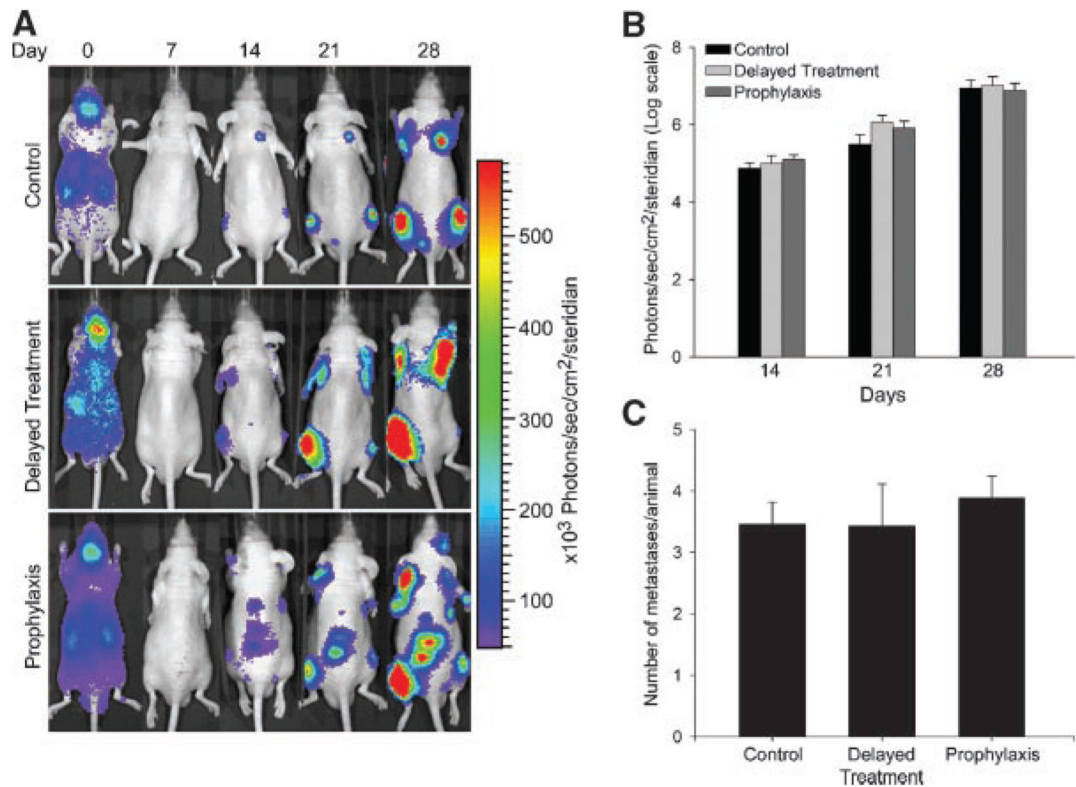 A
Day 0 7 14 21 28
Control
Delayed Treatment
Prophylaxis
500
400
300
200
100
x10³ Photons/sec/cm²/steridian
B
Photons/sec/cm²/steridian (Log scale)
8
6
4
2
0
Control
Delayed Treatment
Prophylaxis
14 21 28
Days
C
Number of metastases/animal
5
4
3
2
1
0
Control Delayed Prophylaxis
Treatment